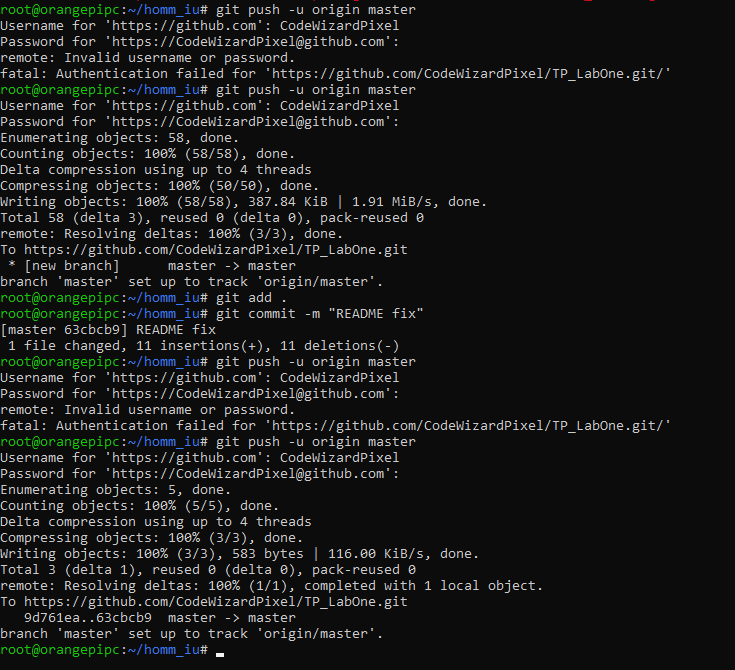 root@orangepipc:~/homm_iu# git push -u origin master
Username for 'https://github.com': CodeWizardPixel
Password for 'https://CodeWizardPixel@github.com':
remote: Invalid username or password.
fatal: Authentication failed for 'https://github.com/CodeWizardPixel/TP_LabOne.git/'
root@orangepipc:~/homm_iu# git push -u origin master
Username for 'https://github.com': CodeWizardPixel
Password for 'https://CodeWizardPixel@github.com':
Enumerating objects: 58, done.
Counting objects: 100% (58/58), done.
Delta compression using up to 4 threads
Compressing objects: 100% (50/50), done.
Writing objects: 100% (58/58), 387.84 KiB | 1.91 MiB/s, done.
Total 58 (delta 3), reused 0 (delta 0), pack-reused 0
remote: Resolving deltas: 100% (3/3), done.
To https://github.com/CodeWizardPixel/TP_LabOne.git
 * [new branch]      master -> master
branch 'master' set up to track 'origin/master'.
root@orangepipc:~/homm_iu# git add .
root@orangepipc:~/homm_iu# git commit -m "README fix"
[master 63cbcb9] README fix
 1 file changed, 11 insertions(+), 11 deletions(-)
root@orangepipc:~/homm_iu# git push -u origin master
Username for 'https://github.com': CodeWizardPixel
Password for 'https://CodeWizardPixel@github.com':
remote: Invalid username or password.
fatal: Authentication failed for 'https://github.com/CodeWizardPixel/TP_LabOne.git/'
root@orangepipc:~/homm_iu# git push -u origin master
Username for 'https://github.com': CodeWizardPixel
Password for 'https://CodeWizardPixel@github.com':
Enumerating objects: 5, done.
Counting objects: 100% (5/5), done.
Delta compression using up to 4 threads
Compressing objects: 100% (3/3), done.
Writing objects: 100% (3/3), 583 bytes | 116.00 KiB/s, done.
Total 3 (delta 1), reused 0 (delta 0), pack-reused 0
remote: Resolving deltas: 100% (1/1), completed with 1 local object.
To https://github.com/CodeWizardPixel/TP_LabOne.git
   9d761ea..63cbcb9  master -> master
branch 'master' set up to track 'origin/master'.
root@orangepipc:~/homm_iu#